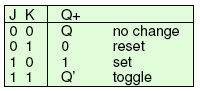 J K Q+
0 0 Q no change
0 1 0 reset
1 0 1 set
1 1 Q' toggle